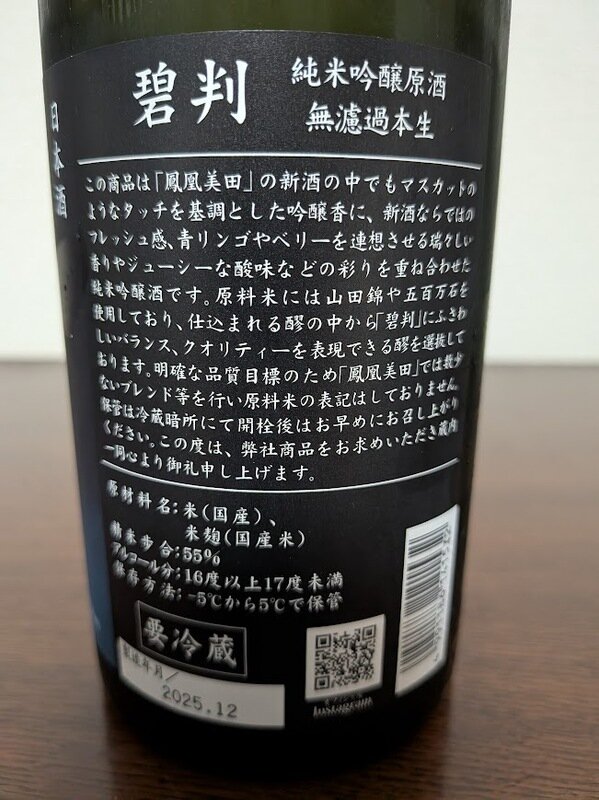 碧判
純米吟醸原酒
無濾過本生
日本酒
この商品は「鳳凰美田」の新酒の中でもマスカットの
ようなタッチを基調とした吟醸香に、新酒ならではの
フレッシュ感、青リンゴやベリーを連想させる瑞々しい
香りやジューシーな酸味などの彩りを重ね合わせた
純米吟醸酒です。原料米には山田錦や五百万石を
使用しており、仕込まれる醪の中から「碧判」にふさわ
しいバランス、クオリティーを表現できる醪を選抜して
おります。明確な品質目標のため「鳳凰美田」では数少
ないブレンド等を行い原料米の表記はしておりません。
保管は冷蔵暗所にて開栓後はお早めにお召し上がり
ください。この度は、弊社商品をお求めいただき蔵内
一同心より御礼申し上げます。
原材料名:米(国産)、
米麹(国産米)
精米歩合:55%
アルコール分:16度以上17度未満
保存方法:-5℃から5℃で保管
要冷蔵
製造年月/
2025.12
Instagram